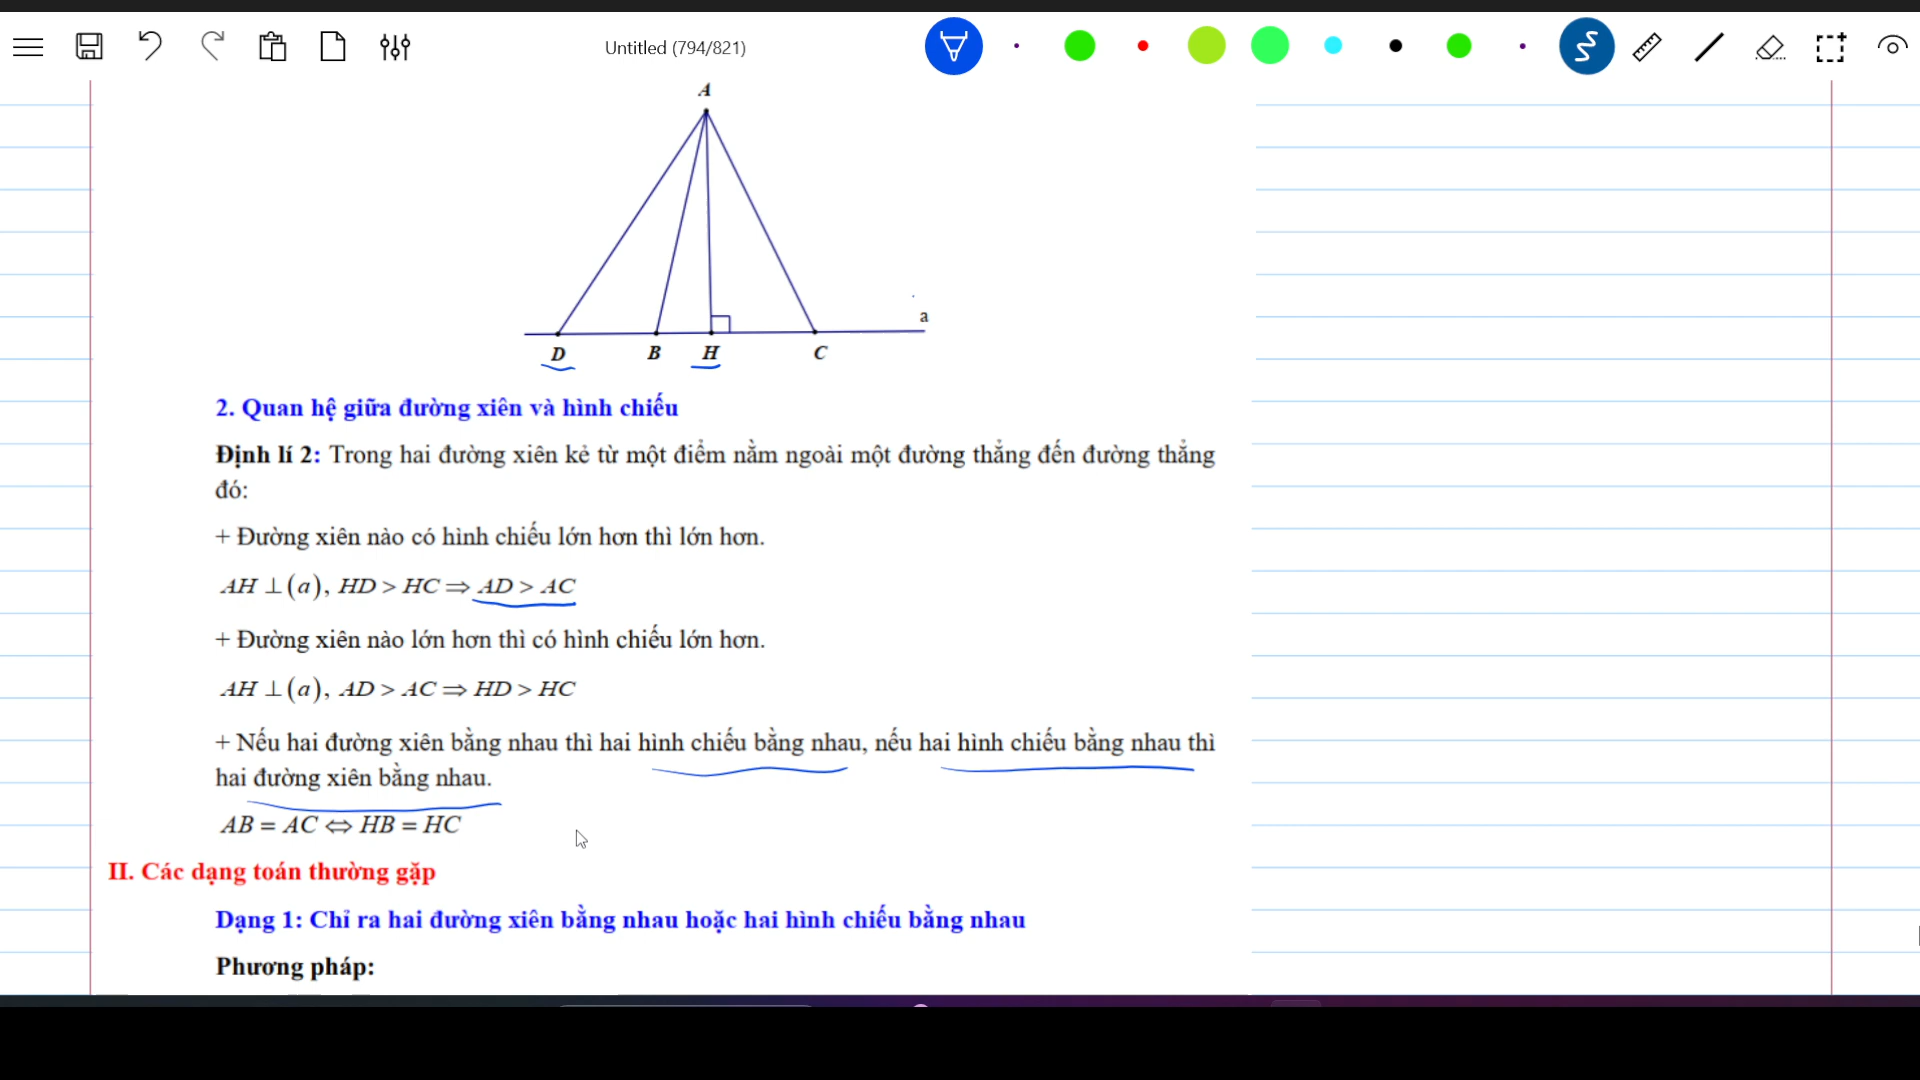 Untitled (794/821)
A
a
D B H C
2. Quan hệ giữa đường xiên và hình chiếu
Định lí 2: Trong hai đường xiên kẻ từ một điểm nằm ngoài một đường thẳng đến đường thẳng
đó:
+ Đường xiên nào có hình chiếu lớn hơn thì lớn hơn.
AH ⊥ (a), HD > HC ⇒ AD > AC
+ Đường xiên nào lớn hơn thì có hình chiếu lớn hơn.
AH ⊥ (a), AD > AC ⇒ HD > HC
+ Nếu hai đường xiên bằng nhau thì hai hình chiếu bằng nhau, nếu hai hình chiếu bằng nhau thì
hai đường xiên bằng nhau.
AB = AC ⇔ HB = HC
II. Các dạng toán thường gặp
Dạng 1: Chỉ ra hai đường xiên bằng nhau hoặc hai hình chiếu bằng nhau
Phương pháp: